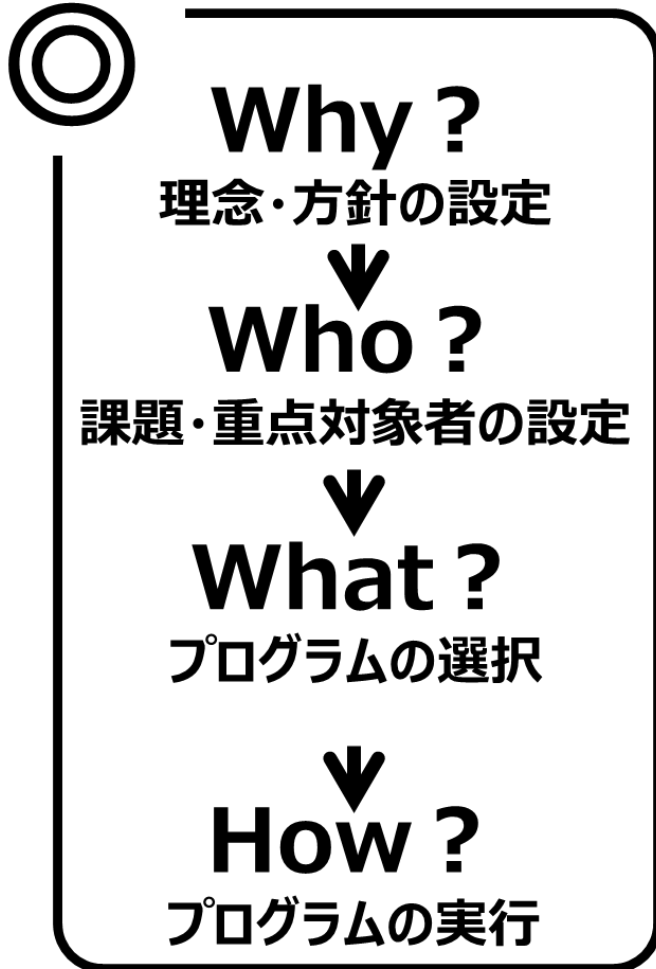 Why？
理念･方針の設定
Who？
課題･重点対象者の設定
What？
プログラムの選択
How？
プログラムの実行